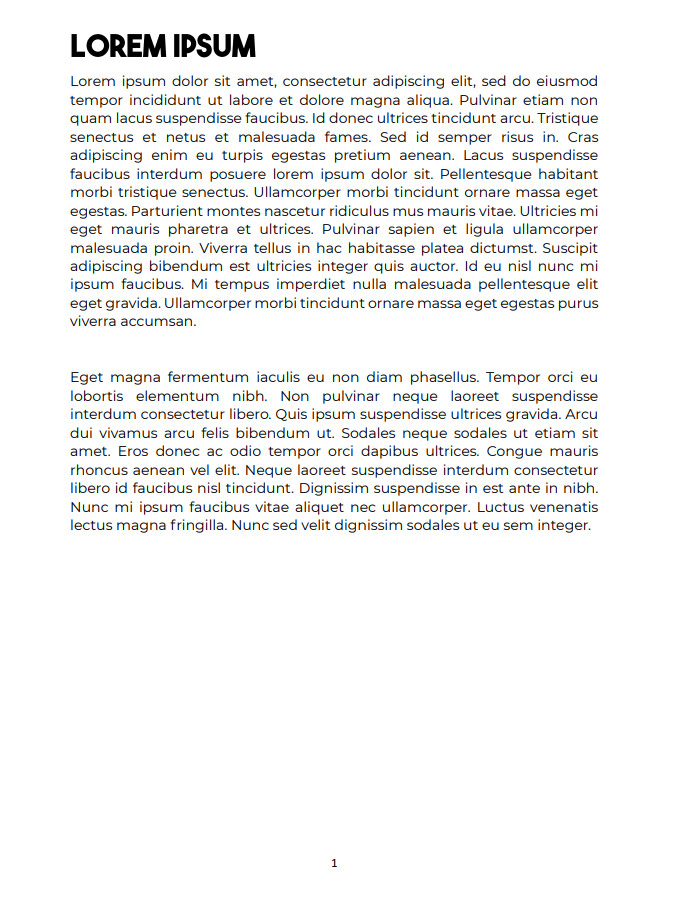 LOREM IPSUM
Lorem ipsum dolor sit amet, consectetur adipiscing elit, sed do eiusmod
tempor incididunt ut labore et dolore magna aliqua. Pulvinar etiam non
quam lacus suspendisse faucibus. Id donec ultrices tincidunt arcu. Tristique
senectus et netus et malesuada fames. Sed id semper risus in. Cras
adipiscing enim eu turpis egestas pretium aenean. Lacus suspendisse
faucibus interdum posuere lorem ipsum dolor sit. Pellentesque habitant
morbi tristique senectus. Ullamcorper morbi tincidunt ornare massa eget
egestas. Parturient montes nascetur ridiculus mus mauris vitae. Ultricies mi
eget mauris pharetra et ultrices. Pulvinar sapien et ligula ullamcorper
malesuada proin. Viverra tellus in hac habitasse platea dictumst. Suscipit
adipiscing bibendum est ultricies integer quis auctor. Id eu nisl nunc mi
ipsum faucibus. Mi tempus imperdiet nulla malesuada pellentesque elit
eget gravida. Ullamcorper morbi tincidunt ornare massa eget egestas purus
viverra accumsan.
Eget magna fermentum iaculis eu non diam phasellus. Tempor orci eu
lobortis elementum nibh. Non pulvinar neque laoreet suspendisse
interdum consectetur libero. Quis ipsum suspendisse ultrices gravida. Arcu
dui vivamus arcu felis bibendum ut. Sodales neque sodales ut etiam sit
amet. Eros donec ac odio tempor orci dapibus ultrices. Congue mauris
rhoncus aenean vel elit. Neque laoreet suspendisse interdum consectetur
libero id faucibus nisl tincidunt. Dignissim suspendisse in est ante in nibh.
Nunc mi ipsum faucibus vitae aliquet nec ullamcorper. Luctus venenatis
lectus magna fringilla. Nunc sed velit dignissim sodales ut eu sem integer.
1